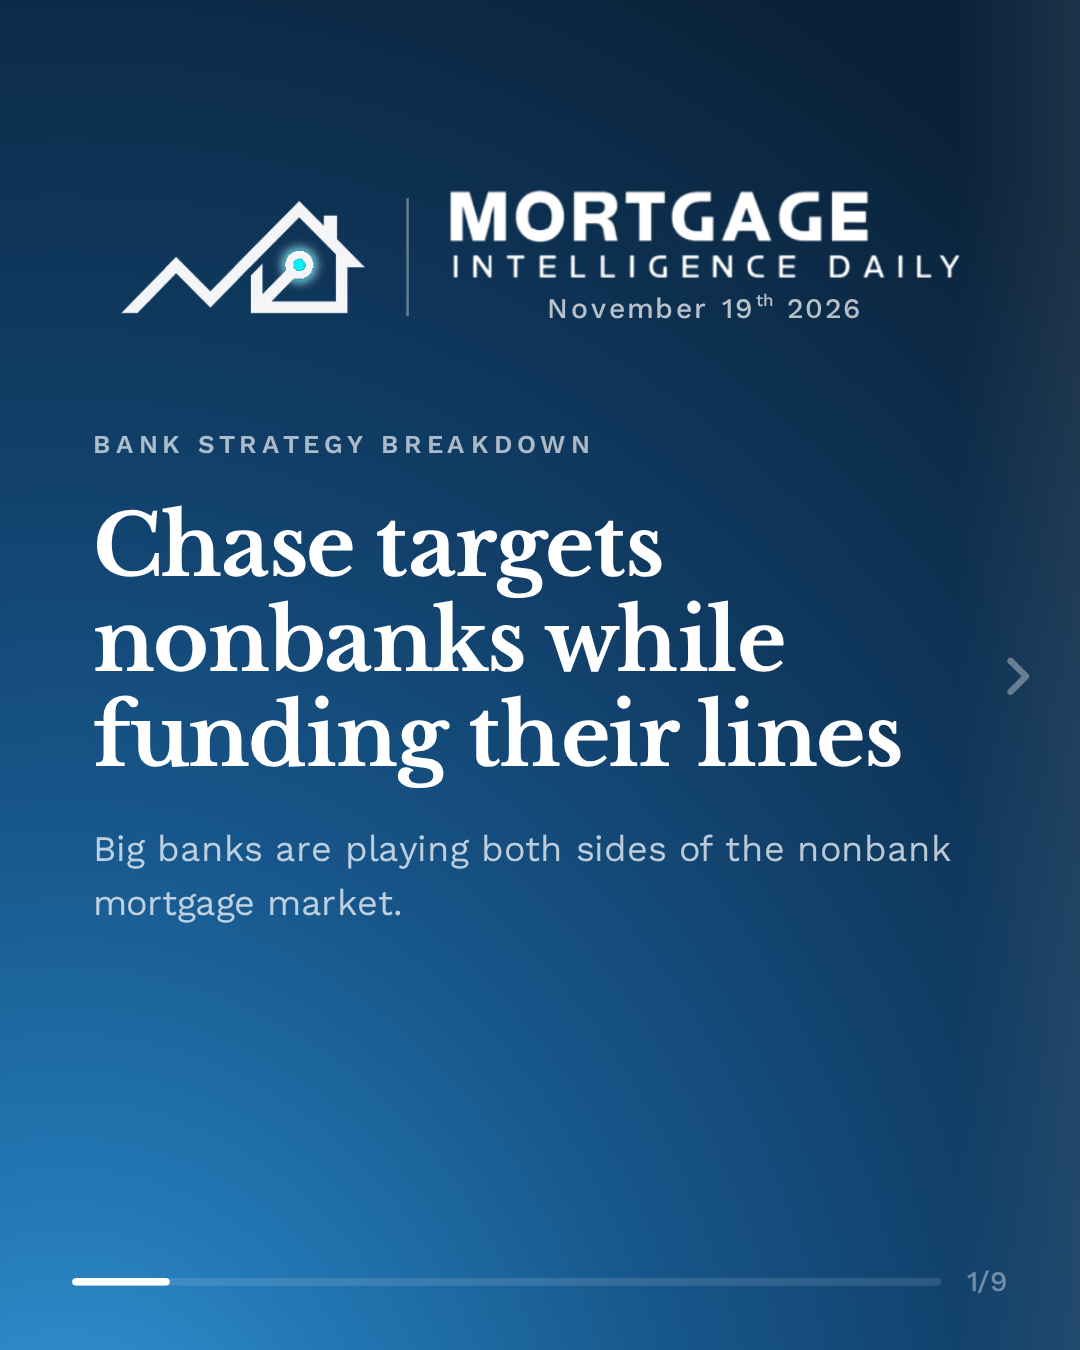 MORTGAGE
INTELLIGENCE DAILY
November 19th 2026
BANK STRATEGY BREAKDOWN
Chase targets
nonbanks while
funding their lines
Big banks are playing both sides of the nonbank
mortgage market.
1/9